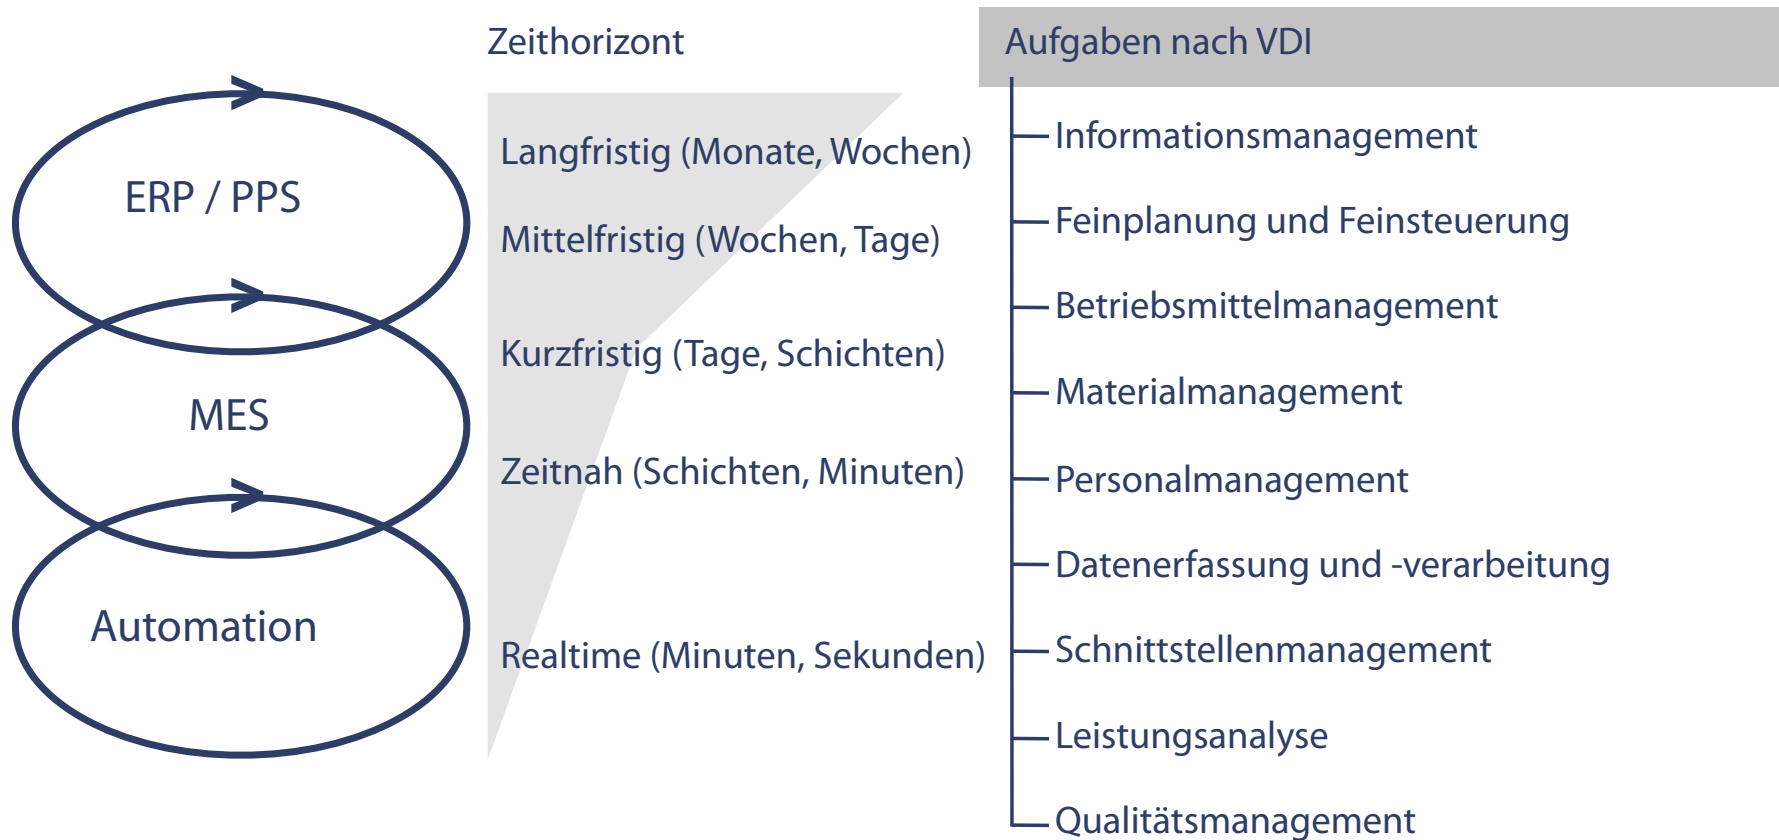 Zeithorizont
Aufgaben nach VDI
ERP / PPS
MES
Automation
Langfristig (Monate, Wochen)
Mittelfristig (Wochen, Tage)
Kurzfristig (Tage, Schichten)
Zeitnah (Schichten, Minuten)
Realtime (Minuten, Sekunden)
Informationsmanagement
Feinplanung und Feinsteuerung
Betriebsmittelmanagement
Materialmanagement
Personalmanagement
Datenerfassung und -verarbeitung
Schnittstellenmanagement
Leistungsanalyse
Qualitätsmanagement